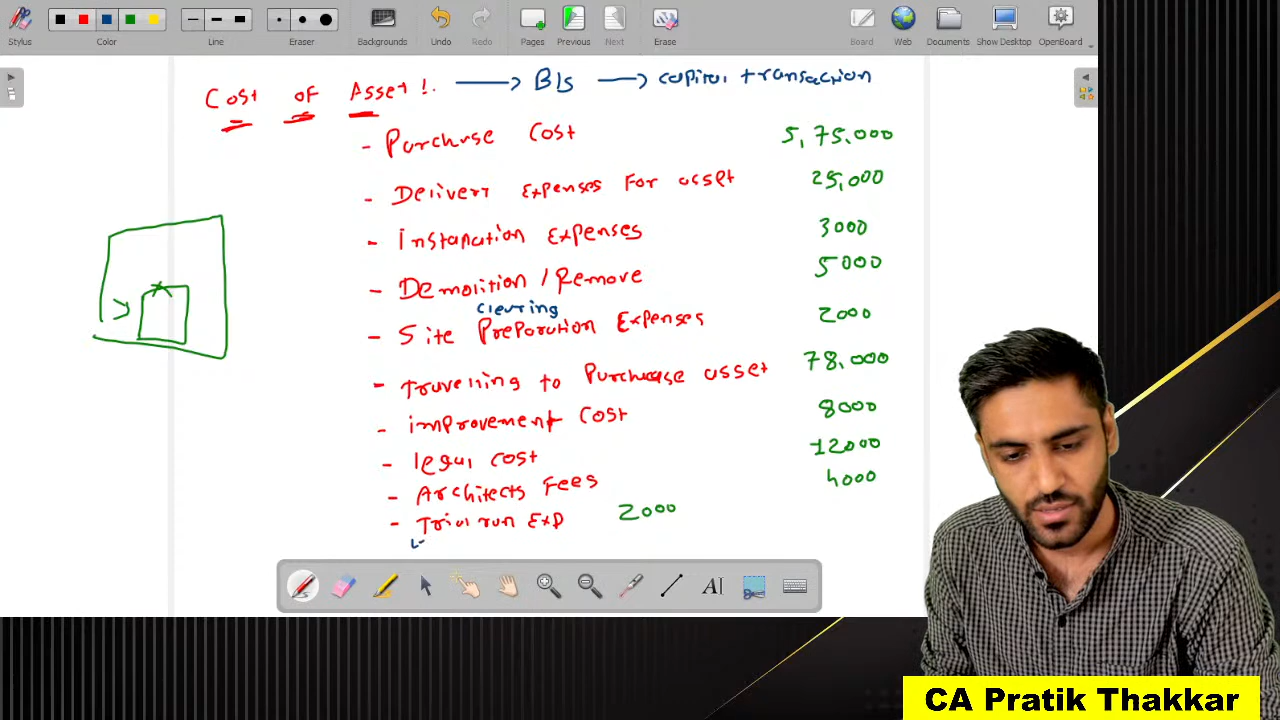 Stylus
Color
Line
Eraser
Backgrounds
Undo
Redo
Pages
Previous
Next
Erase
Board
Web
Documents
Show Desktop
OpenBoard
Cost of Asset :. → B/s → capital transaction
- Purchase Cost 5,75,000
- Delivery Expenses For asset 25,000
- Installation Expenses 3000
- Demolition / Remove 5000
clearing
- Site Preparation Expenses 2000
- Travelling to Purchase asset 78,000
- improvement Cost 8000
- legal cost 12000
- Architects Fees 4000
- Trial run Exp 2000
CA Pratik Thakkar